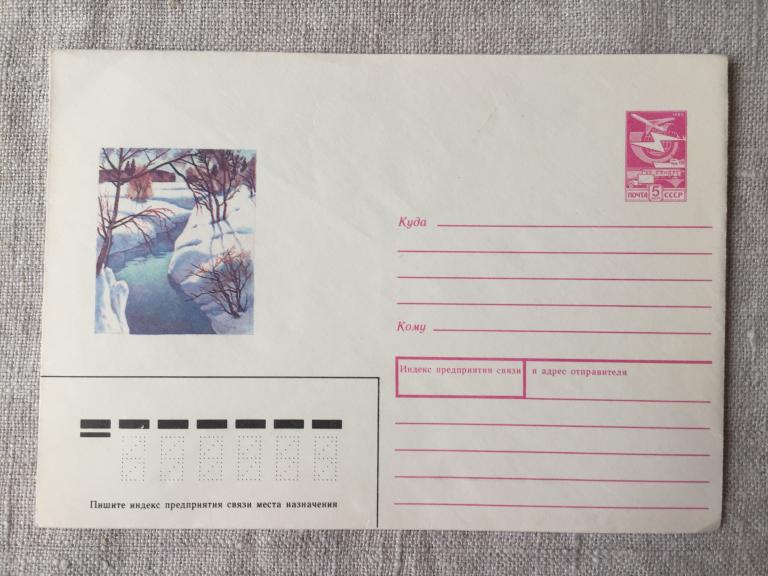 ПОЧТА 5 СССР
Куда
Кому
Индекс предприятия связи и адрес отправителя
Пишите индекс предприятия связи места назначения